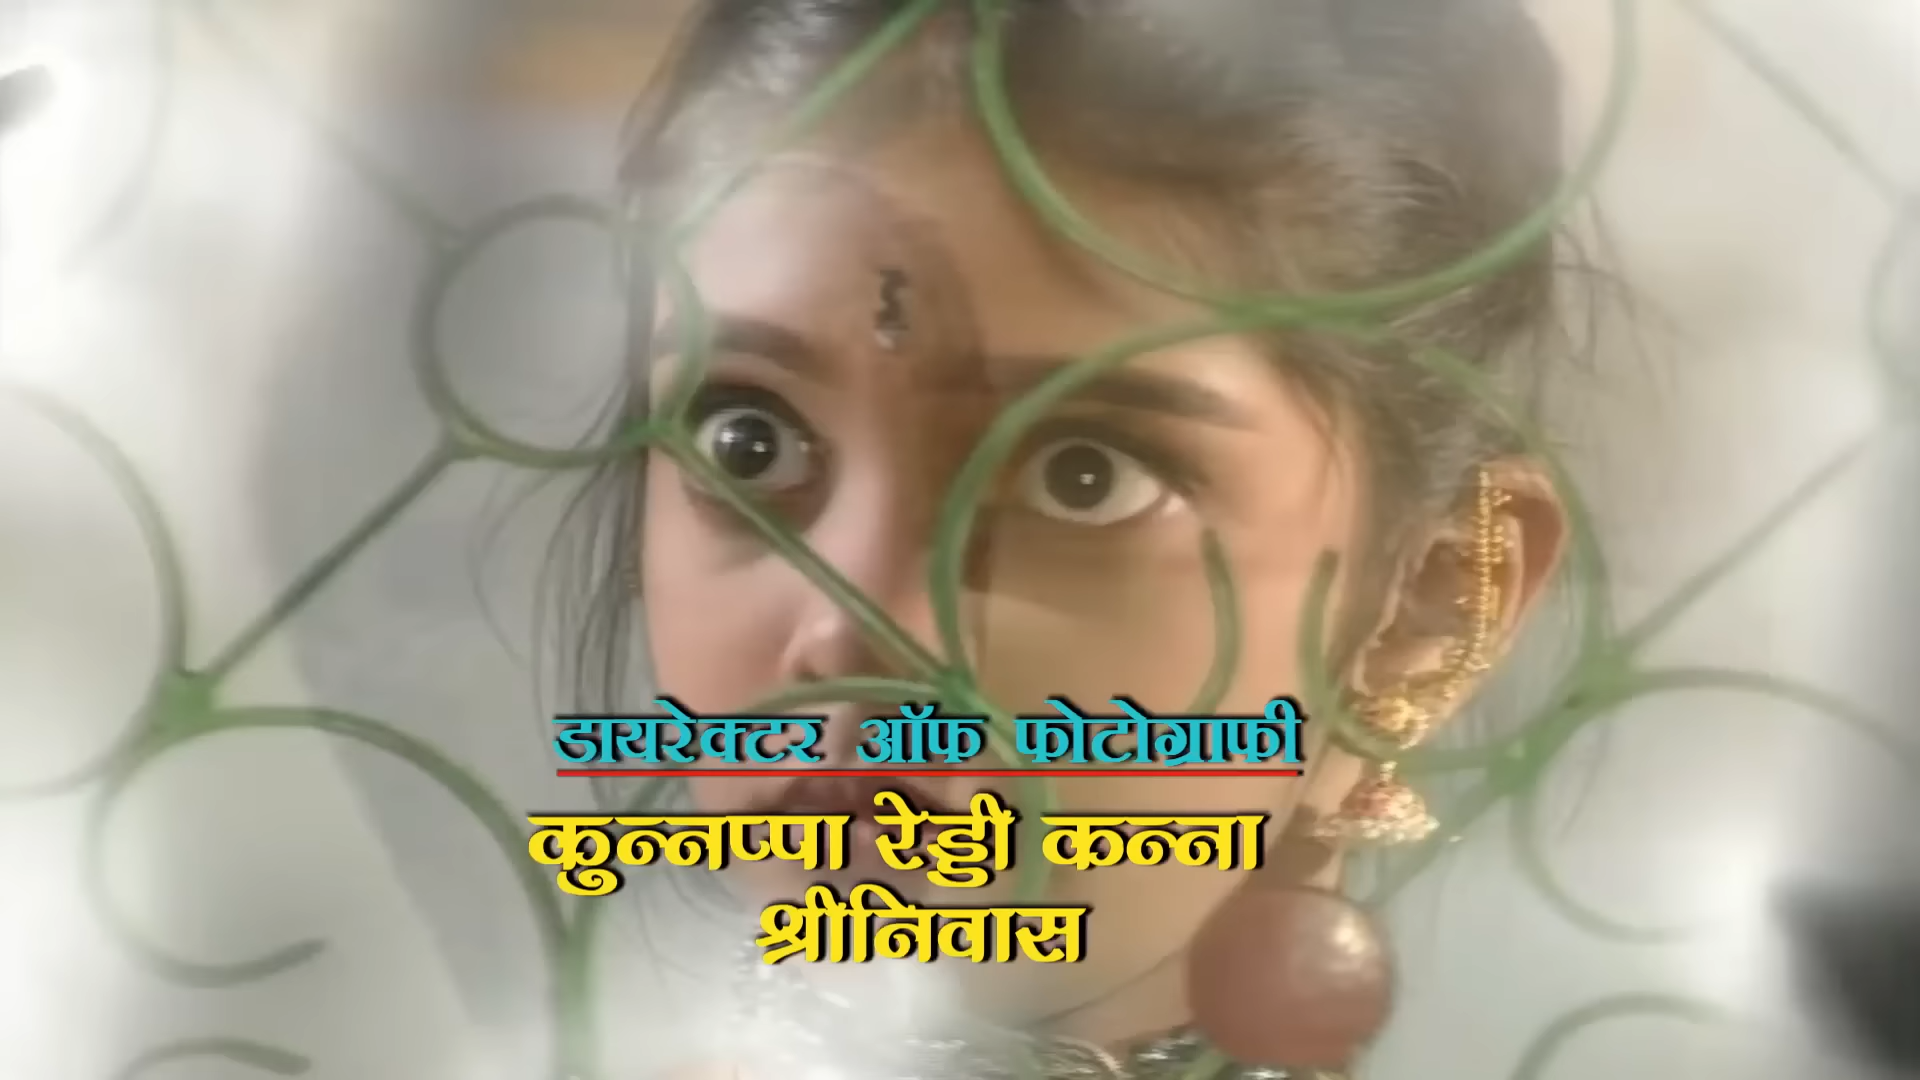 डायरेक्टर ऑफ फोटोग्राफी
कुन्नप्पा रेड्डी कन्ना
श्रीनिवास